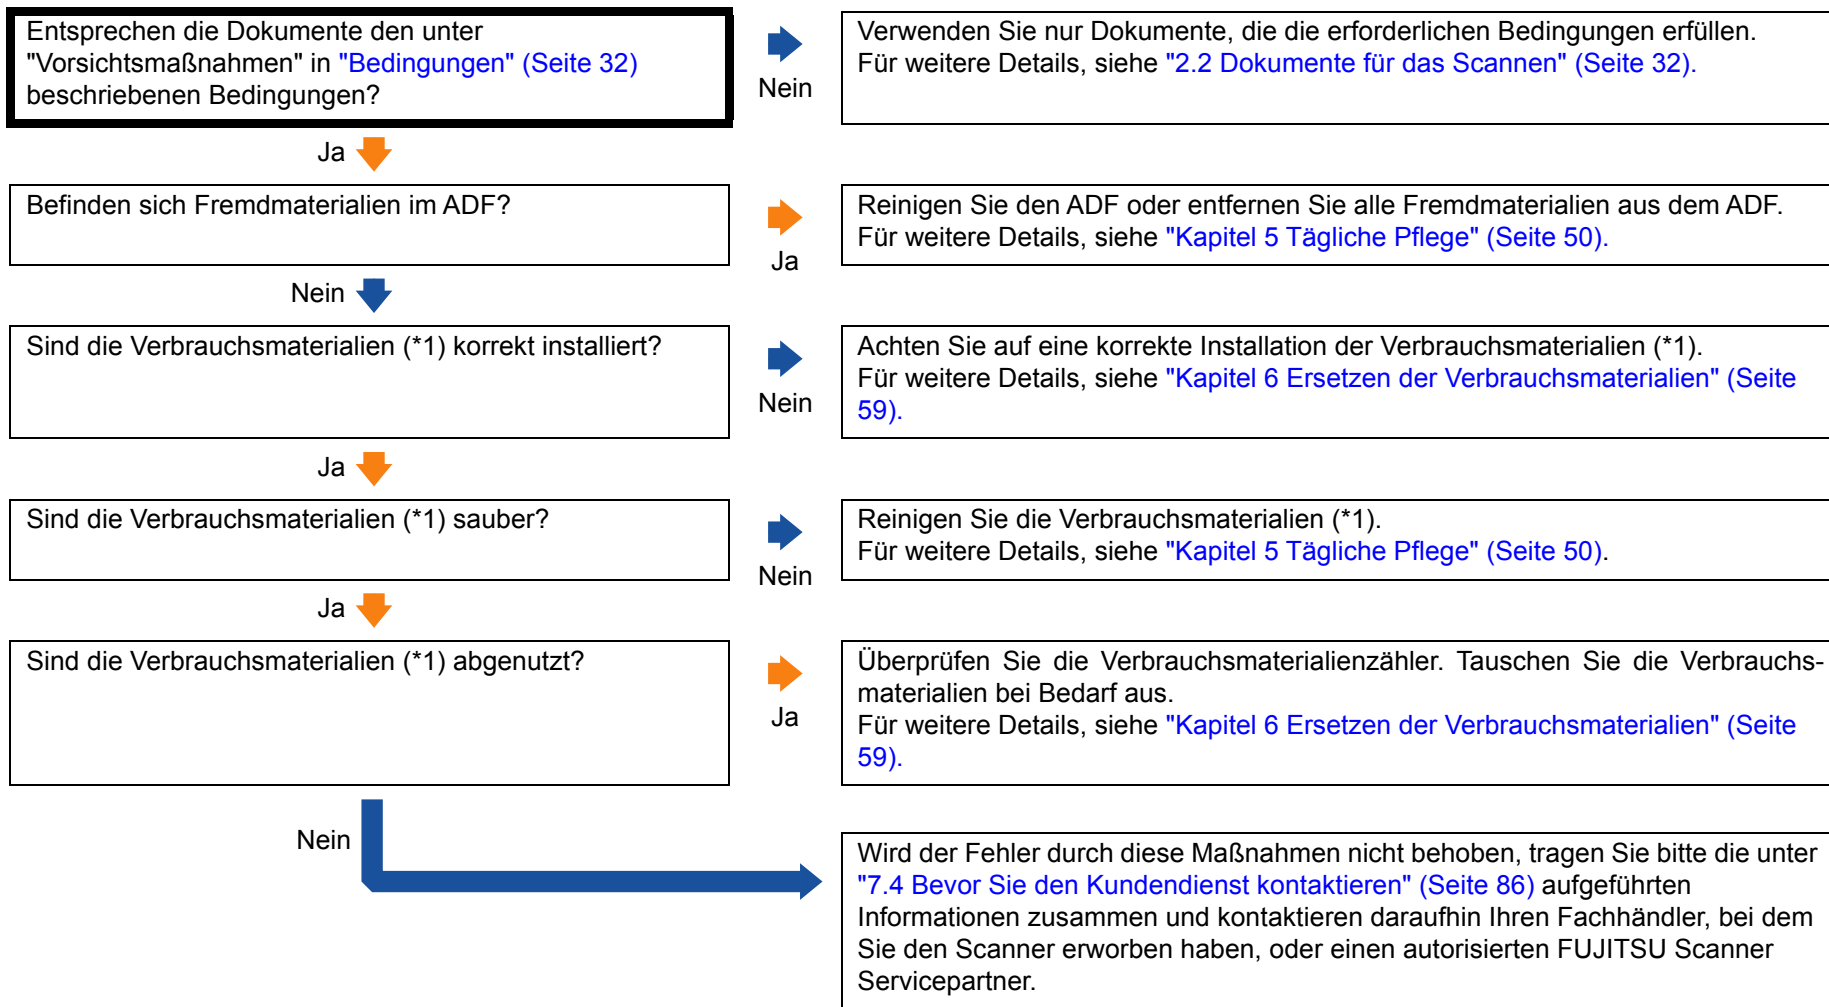 Entsprechen die Dokumente den unter
"Vorsichtsmaßnahmen" in "Bedingungen" (Seite 32)
beschriebenen Bedingungen?
Nein
Verwenden Sie nur Dokumente, die die erforderlichen Bedingungen erfüllen.
Für weitere Details, siehe "2.2 Dokumente für das Scannen" (Seite 32).
Ja
Befinden sich Fremdmaterialien im ADF?
Ja
Reinigen Sie den ADF oder entfernen Sie alle Fremdmaterialien aus dem ADF.
Für weitere Details, siehe "Kapitel 5 Tägliche Pflege" (Seite 50).
Nein
Sind die Verbrauchsmaterialien (*1) korrekt installiert?
Nein
Achten Sie auf eine korrekte Installation der Verbrauchsmaterialien (*1).
Für weitere Details, siehe "Kapitel 6 Ersetzen der Verbrauchsmaterialien" (Seite
59).
Ja
Sind die Verbrauchsmaterialien (*1) sauber?
Nein
Reinigen Sie die Verbrauchsmaterialien (*1).
Für weitere Details, siehe "Kapitel 5 Tägliche Pflege" (Seite 50).
Ja
Sind die Verbrauchsmaterialien (*1) abgenutzt?
Ja
Überprüfen Sie die Verbrauchsmaterialienzähler. Tauschen Sie die Verbrauchs-
materialien bei Bedarf aus.
Für weitere Details, siehe "Kapitel 6 Ersetzen der Verbrauchsmaterialien" (Seite
59).
Nein
Wird der Fehler durch diese Maßnahmen nicht behoben, tragen Sie bitte die unter
"7.4 Bevor Sie den Kundendienst kontaktieren" (Seite 86) aufgeführten
Informationen zusammen und kontaktieren daraufhin Ihren Fachhändler, bei dem
Sie den Scanner erworben haben, oder einen autorisierten FUJITSU Scanner
Servicepartner.